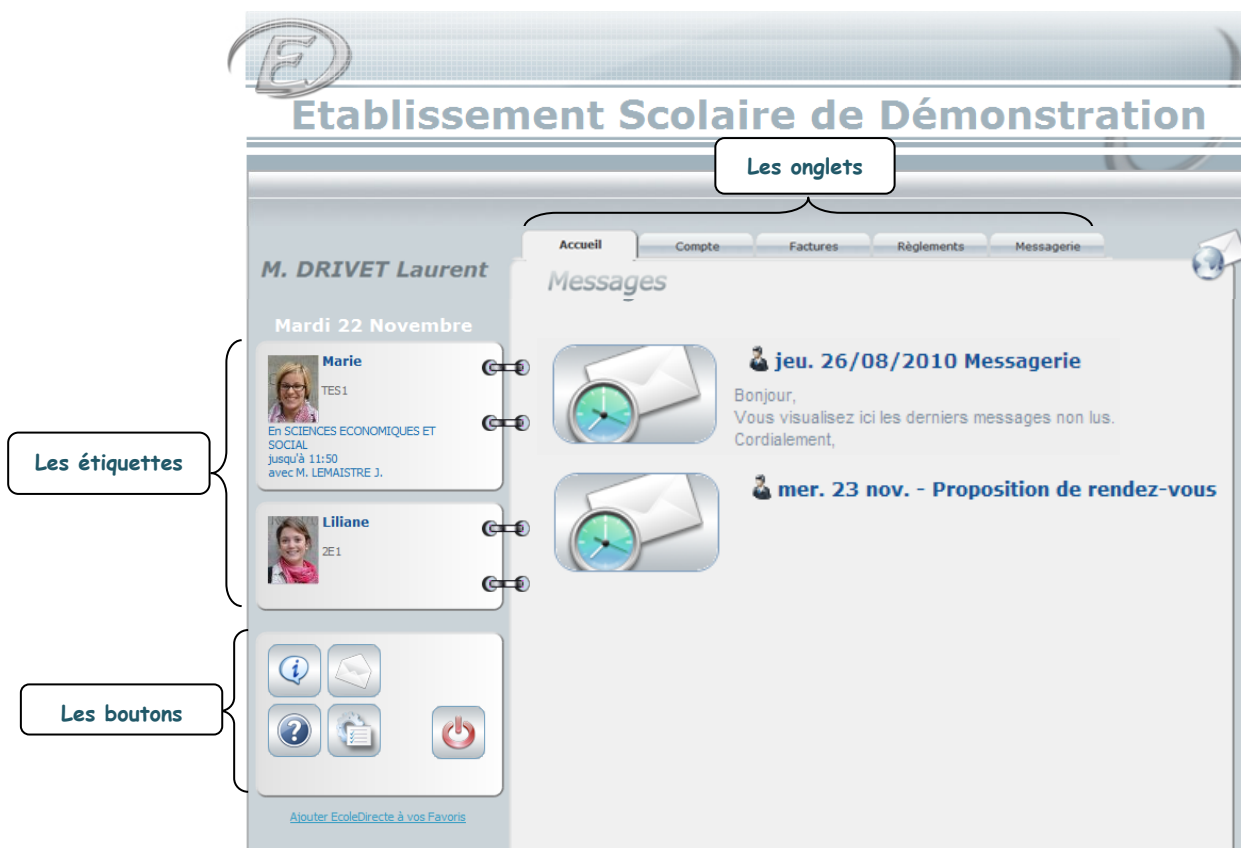 E
Etablissement Scolaire de Démonstration
Les onglets
Accueil
Compte
Factures
Règlements
Messagerie
M. DRIVET Laurent
Messages
Mardi 22 Novembre
Les étiquettes
Marie
TES1
En SCIENCES ECONOMIQUES ET
SOCIAL
jusqu'à 11:50
avec M. LEMAISTRE J.
Liliane
2E1
jeu. 26/08/2010 Messagerie
Bonjour,
Vous visualisez ici les derniers messages non lus.
Cordialement,
mer. 23 nov. - Proposition de rendez-vous
Les boutons
i
?
Ajouter EcoleDirecte à vos Favoris